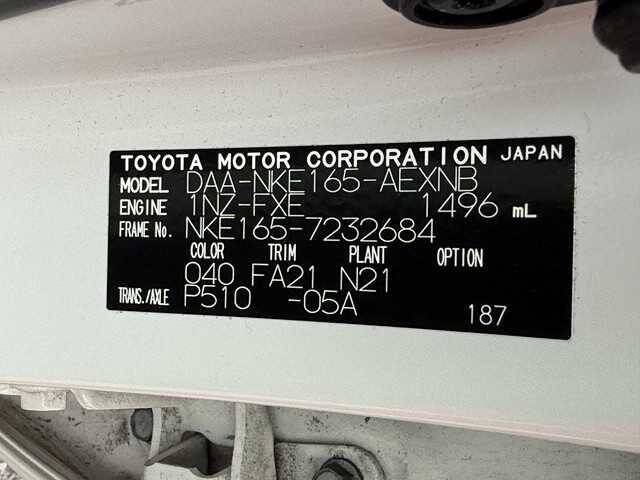 TOYOTA MOTOR CORPORATION JAPAN
MODEL DAA-NKE165-AEXNB
ENGINE 1NZ-FXE 1496 mL
FRAME No. NKE165-7232684
COLOR TRIM PLANT OPTION
040 FA21 N21
TRANS./AXLE P510 -05A
187